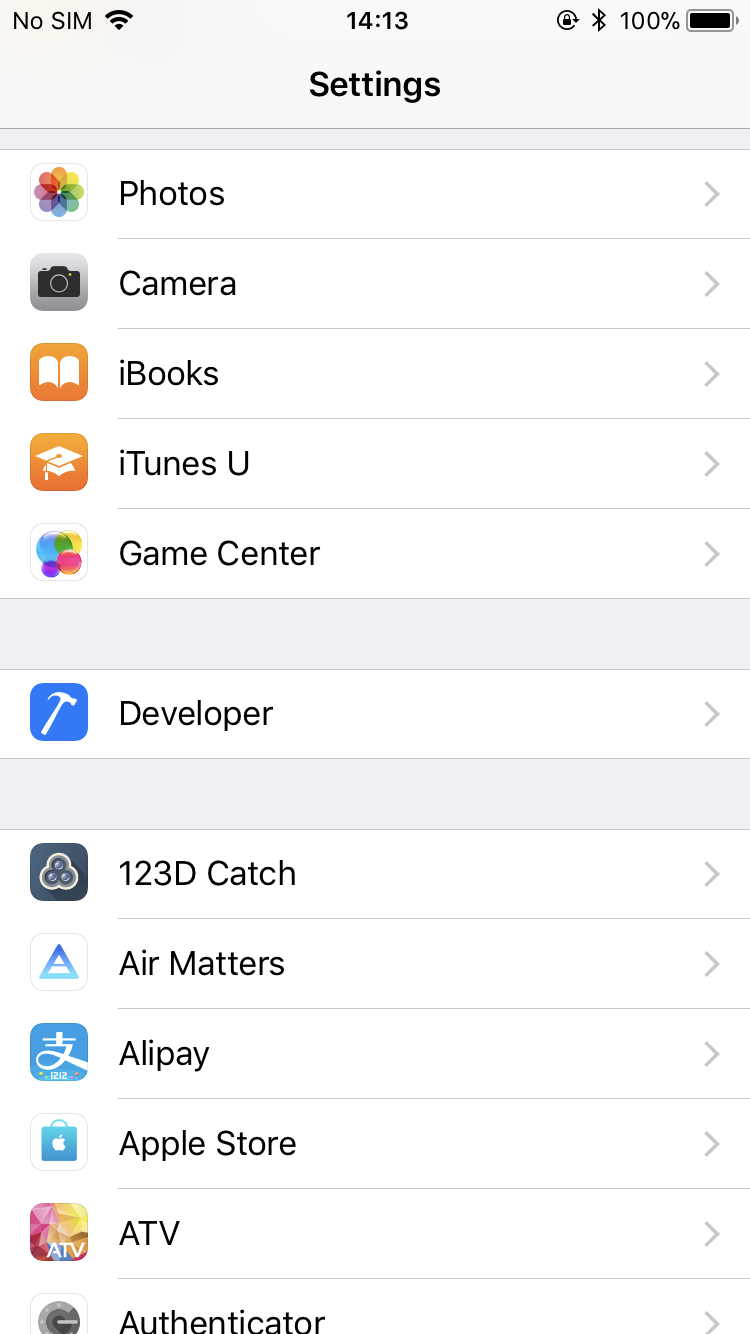 No SIM 14:13 100%
Settings
Photos
Camera
iBooks
iTunes U
Game Center
Developer
123D Catch
Air Matters
支
1212
Alipay
Apple Store
ATV
ATV
Authenticator